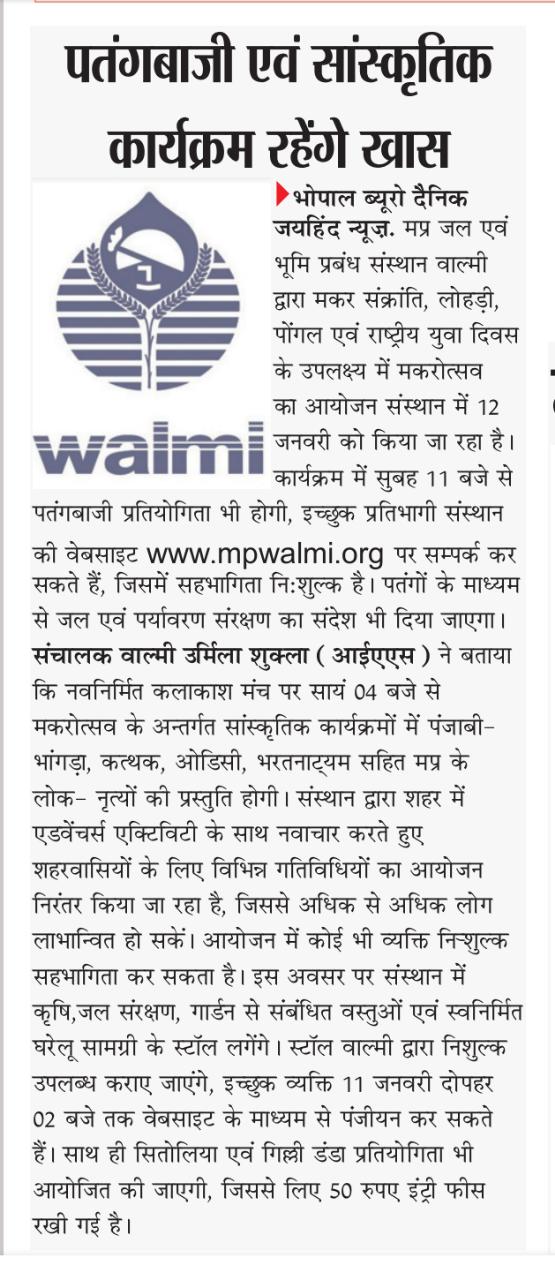 पतंगबाजी एवं सांस्कृतिक
कार्यक्रम रहेंगे खास
walmi
भोपाल ब्यूरो दैनिक
जयहिंद न्यूज़. मप्र जल एवं
भूमि प्रबंध संस्थान वाल्मी
द्वारा मकर संक्रांति, लोहड़ी,
पोंगल एवं राष्ट्रीय युवा दिवस
के उपलक्ष्य में मकरोत्सव
का आयोजन संस्थान में 12
जनवरी को किया जा रहा है।
कार्यक्रम में सुबह 11 बजे से
पतंगबाजी प्रतियोगिता भी होगी, इच्छुक प्रतिभागी संस्थान
की वेबसाइट www.mpwalmi.org पर सम्पर्क कर
सकते हैं, जिसमें सहभागिता नि:शुल्क है। पतंगों के माध्यम
से जल एवं पर्यावरण संरक्षण का संदेश भी दिया जाएगा।
संचालक वाल्मी उर्मिला शुक्ला ( आईएएस ) ने बताया
कि नवनिर्मित कलाकाश मंच पर सायं 04 बजे से
मकरोत्सव के अन्तर्गत सांस्कृतिक कार्यक्रमों में पंजाबी-
भांगड़ा, कत्थक, ओडिसी, भरतनाट्यम सहित मप्र के
लोक- नृत्यों की प्रस्तुति होगी। संस्थान द्वारा शहर में
एडवेंचर्स एक्टिविटी के साथ नवाचार करते हुए
शहरवासियों के लिए विभिन्न गतिविधियों का आयोजन
निरंतर किया जा रहा है, जिससे अधिक से अधिक लोग
लाभान्वित हो सकें। आयोजन में कोई भी व्यक्ति निःशुल्क
सहभागिता कर सकता है। इस अवसर पर संस्थान में
कृषि,जल संरक्षण, गार्डन से संबंधित वस्तुओं एवं स्वनिर्मित
घरेलू सामग्री के स्टॉल लगेंगे। स्टॉल वाल्मी द्वारा निशुल्क
उपलब्ध कराए जाएंगे, इच्छुक व्यक्ति 11 जनवरी दोपहर
02 बजे तक वेबसाइट के माध्यम से पंजीयन कर सकते
हैं। साथ ही सितोलिया एवं गिल्ली डंडा प्रतियोगिता भी
आयोजित की जाएगी, जिससे लिए 50 रुपए इंट्री फीस
रखी गई है।